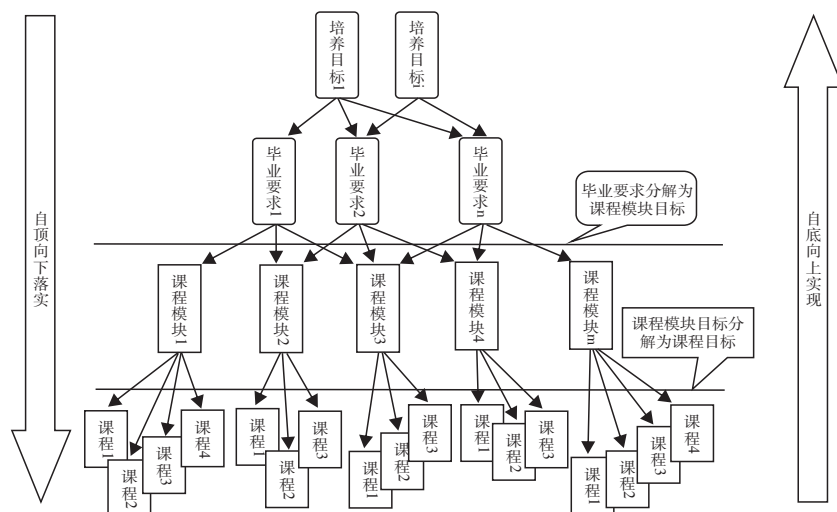 培养目标1
培养目标i
毕业要求1
毕业要求2
毕业要求n
毕业要求分解为
课程模块目标
自顶向下落实
自底向上实现
课程模块1
课程模块2
课程模块3
课程模块4
课程模块m
课程模块目标分
解为课程目标
课程1
课程2
课程3
课程4
课程1
课程2
课程3
课程1
课程2
课程3
课程1
课程2
课程3
课程1
课程2
课程3
课程4